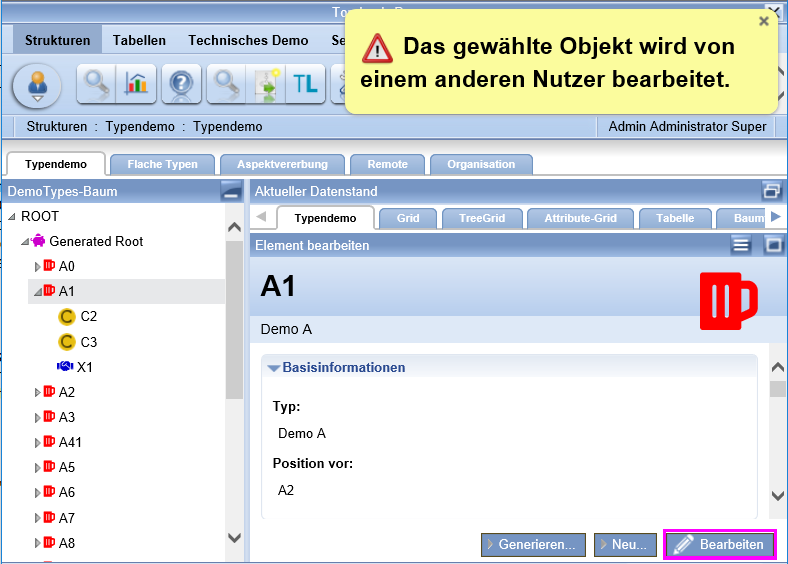 Strukturen Tabellen Technisches Demo
Das gewählte Objekt wird von
einem anderen Nutzer bearbeitet.
TL
Strukturen : Typendemo : Typendemo
Admin Administrator Super
Typendemo Flache Typen Aspektvererbung Remote Organisation
DemoTypes-Baum
ROOT
Generated Root
A0
A1
C2
C3
X1
A2
A3
A41
A5
A6
A7
A8
Aktueller Datenstand
Typendemo Grid TreeGrid Attribute-Grid Tabelle Baum
Element bearbeiten
A1
Demo A
Basisinformationen
Typ:
Demo A
Position vor:
A2
Generieren... Neu... Bearbeiten